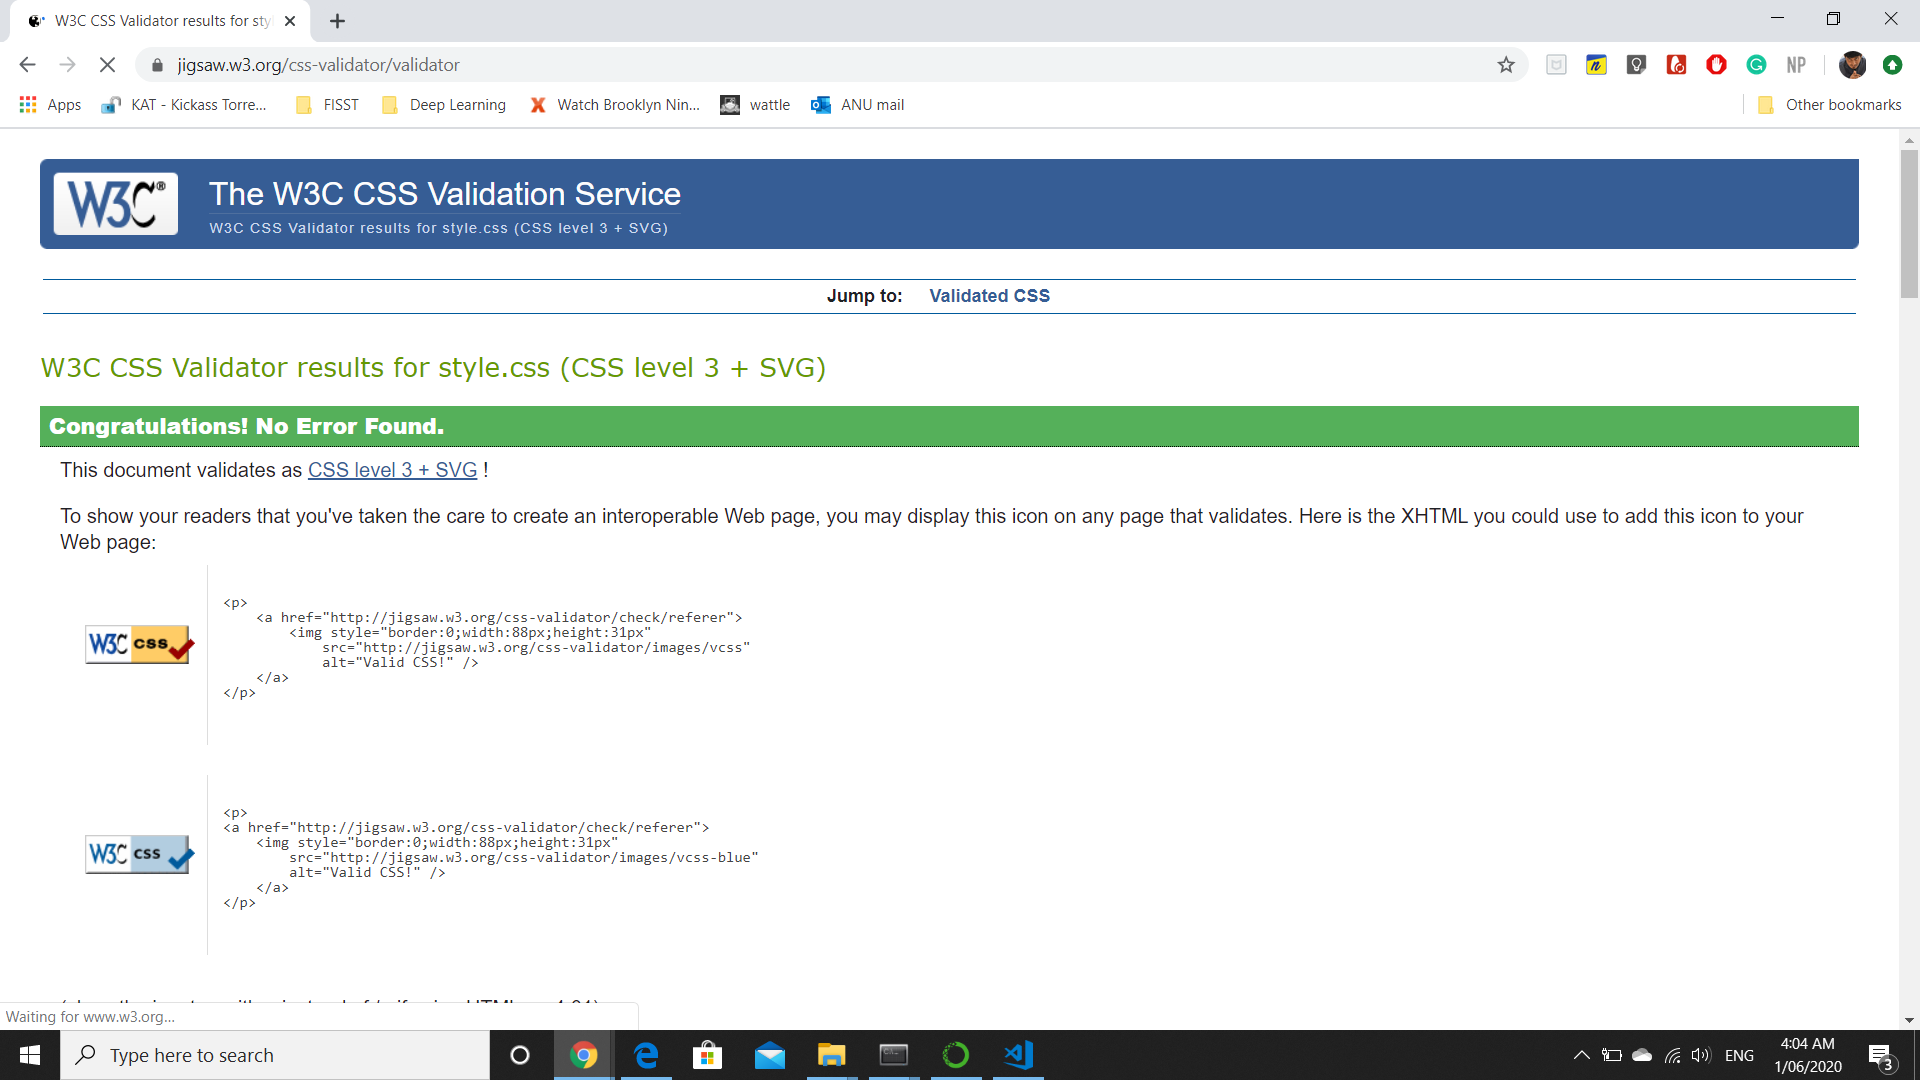 W3C CSS Validator results for sty
jigsaw.w3.org/css-validator/validator
n
NP
Apps
KAT - Kickass Torre...
FISST
Deep Learning
Watch Brooklyn Nin...
wattle
ANU mail
Other bookmarks
W3C®
The W3C CSS Validation Service
W3C CSS Validator results for style.css (CSS level 3 + SVG)
Jump to: Validated CSS
W3C CSS Validator results for style.css (CSS level 3 + SVG)
Congratulations! No Error Found.
This document validates as CSS level 3 + SVG !
To show your readers that you've taken the care to create an interoperable Web page, you may display this icon on any page that validates. Here is the XHTML you could use to add this icon to your
Web page:
W3C css
<p>
<a href="http://jigsaw.w3.org/css-validator/check/referer">
<img style="border:0;width:88px;height:31px"
src="http://jigsaw.w3.org/css-validator/images/vcss"
alt="Valid CSS!" />
</a>
</p>
W3C css
<p>
<a href="http://jigsaw.w3.org/css-validator/check/referer">
<img style="border:0;width:88px;height:31px"
src="http://jigsaw.w3.org/css-validator/images/vcss-blue"
alt="Valid CSS!" />
</a>
</p>
Waiting for www.w3.org...
Type here to search
ENG
4:04 AM
1/06/2020
3